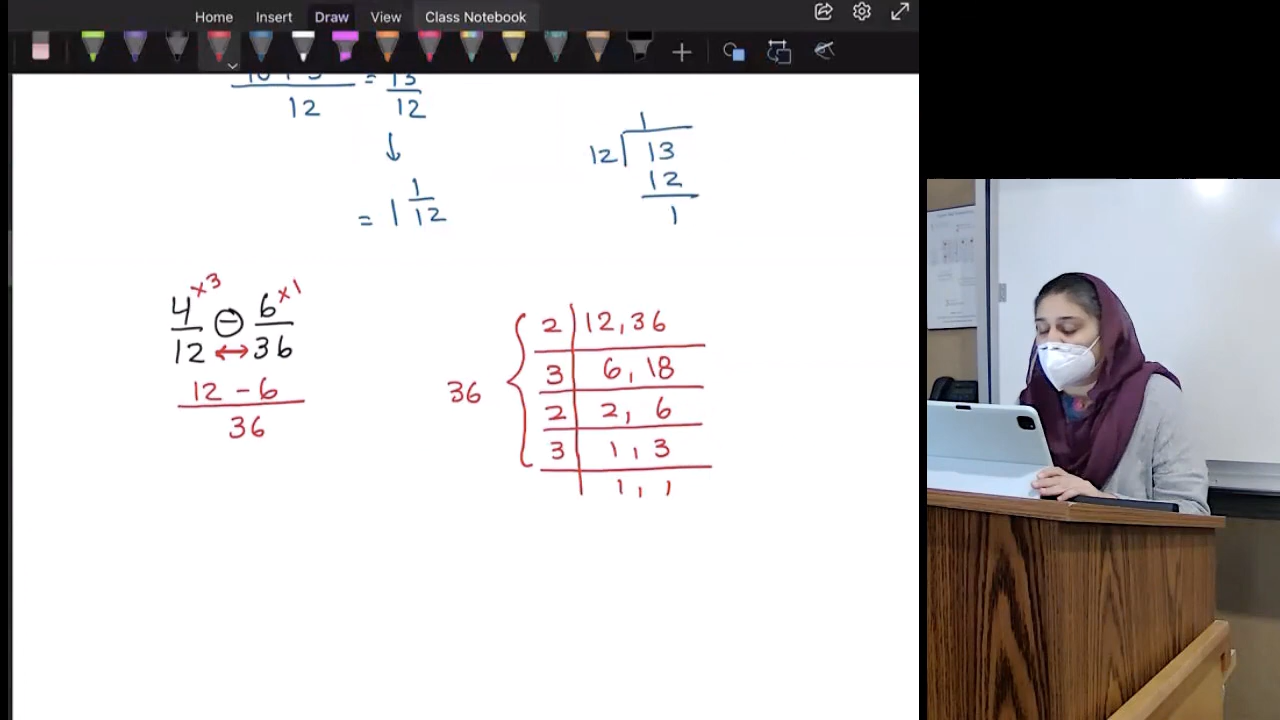 Home Insert Draw View Class Notebook
= 13
12 12
↓
= 1 1/12
1
12 13
12
1
4 ×3 ⊖ 6 ×1
12 ↔ 36
12 - 6
36
36
2 12, 36
3 6, 18
2 2, 6
3 1, 3
1, 1